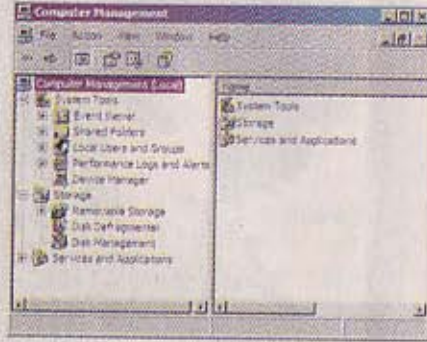 Computer Management
File Action View Window Help
Computer Management (Local)
System Tools
Event Viewer
Shared Folders
Local Users and Groups
Performance Logs and Alerts
Device Manager
Storage
Removable Storage
Disk Defragmenter
Disk Management
Services and Applications
Name
System Tools
Storage
Services and Applications